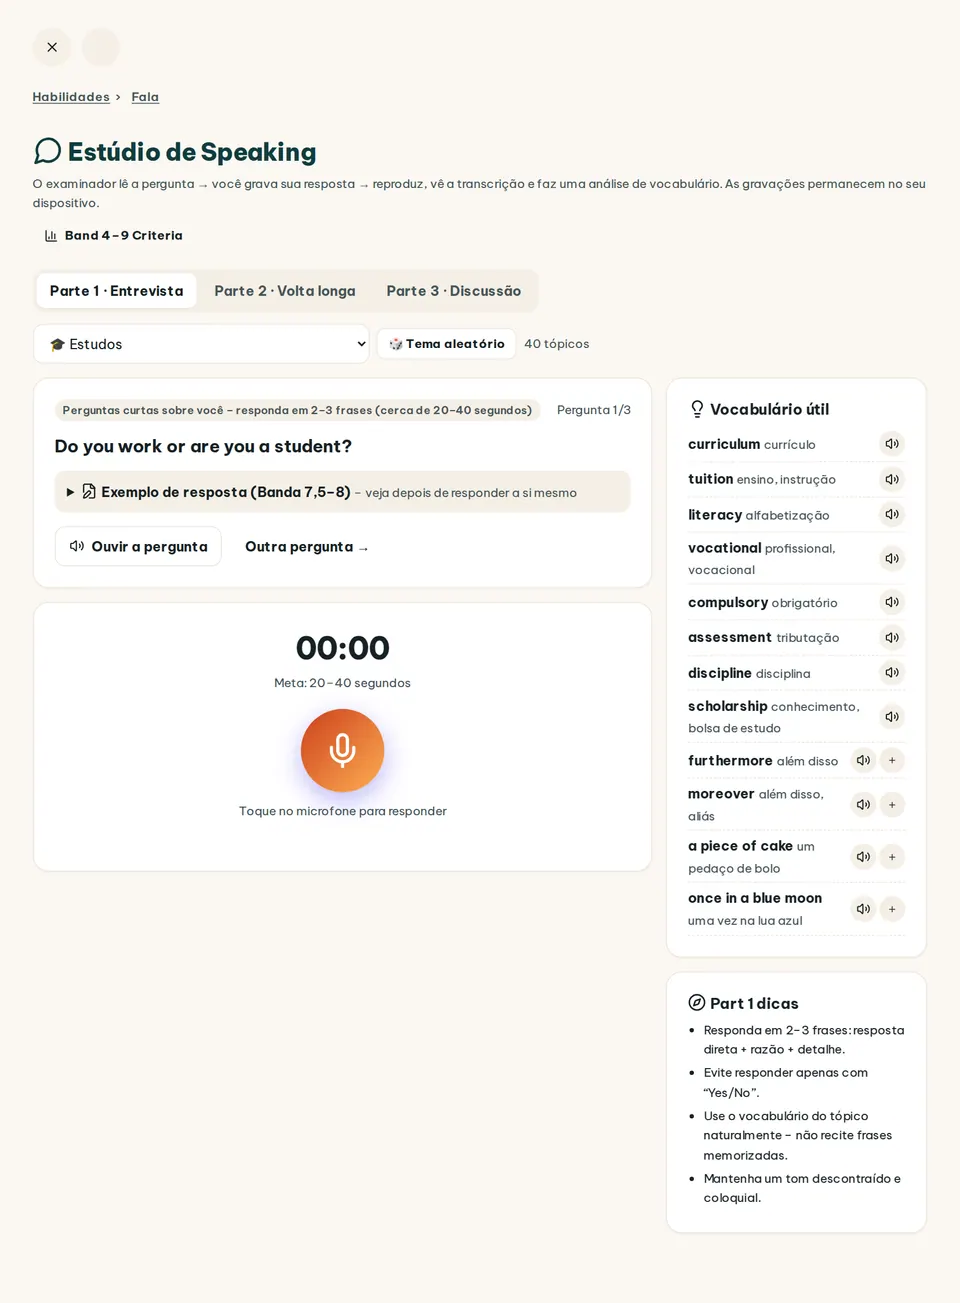 Habilidades › Fala
Estúdio de Speaking
O examinador lê a pergunta → você grava sua resposta → reproduz, vê a transcrição e faz uma análise de vocabulário. As gravações permanecem no seu
dispositivo.
Band 4–9 Criteria
Parte 1 · Entrevista
Parte 2 · Volta longa
Parte 3 · Discussão
🎓 Estudos
🎲 Tema aleatório
40 tópicos
Perguntas curtas sobre você – responda em 2–3 frases (cerca de 20–40 segundos)
Pergunta 1/3
Do you work or are you a student?
▶ Exemplo de resposta (Banda 7,5–8) – veja depois de responder a si mesmo
Ouvir a pergunta
Outra pergunta →
00:00
Meta: 20–40 segundos
Toque no microfone para responder
Vocabulário útil
curriculum currículo
tuition ensino, instrução
literacy alfabetização
vocational profissional,
vocacional
compulsory obrigatório
assessment tributação
discipline disciplina
scholarship conhecimento,
bolsa de estudo
furthermore além disso
+
moreover além disso,
aliás
+
a piece of cake um
pedaço de bolo
+
once in a blue moon
uma vez na lua azul
+
Part 1 dicas
• Responda em 2–3 frases: resposta
direta + razão + detalhe.
• Evite responder apenas com
“Yes/No”.
• Use o vocabulário do tópico
naturalmente – não recite frases
memorizadas.
• Mantenha um tom descontraído e
coloquial.